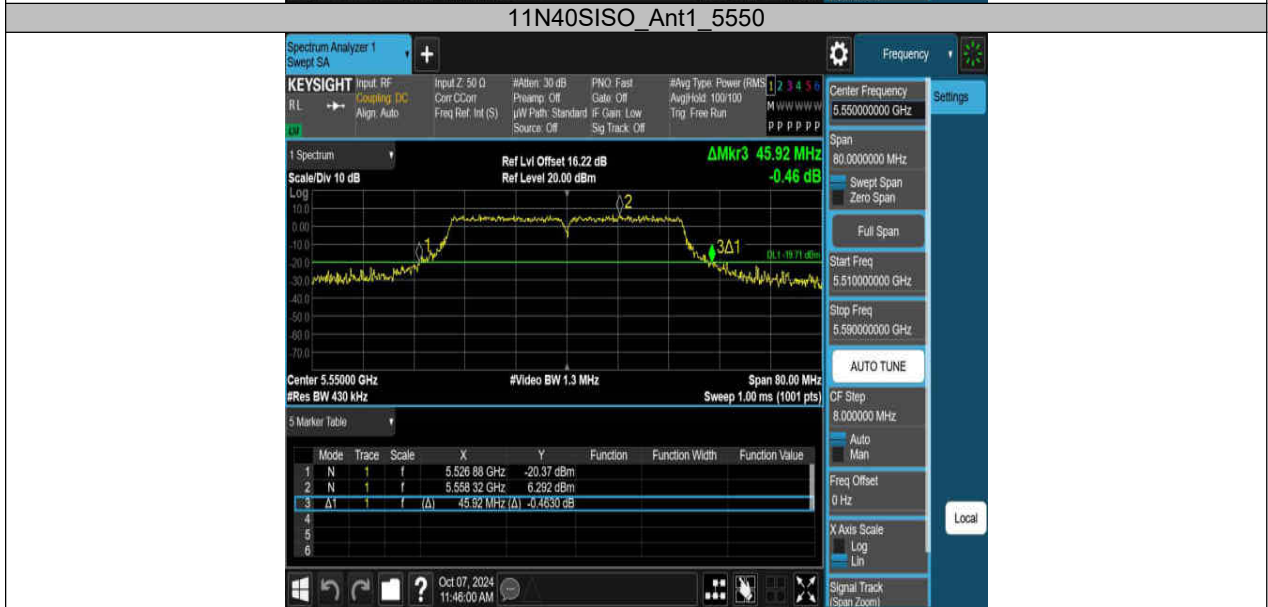 11N40SISO_Ant1_5550
Spectrum Analyzer 1
Swept SA
+
Frequency
KEYSIGHT
RL
Input: RF
Coupling: DC
Align: Auto
Input Z: 50 Ω
Corr CCorr
Freq Ref: Int (S)
#Atten: 30 dB
Preamp: Off
µW Path: Standard
Source: Off
PNO: Fast
Gate: Off
IF Gain: Low
Sig Track: Off
#Avg Type: Power (RMS
Avg|Hold: 100/100
Trig: Free Run
1 2 3 4 5 6
M W W W W W
P P P P P P
1 Spectrum
Scale/Div 10 dB
Ref Lvl Offset 16.22 dB
Ref Level 20.00 dBm
ΔMkr3 45.92 MHz
-0.46 dB
Log
10.0
0.00
-10.0
-20.0
-30.0
-40.0
-50.0
-60.0
-70.0
1
2
3Δ1
DL1 -19.71 dBm
Center 5.55000 GHz
#Video BW 1.3 MHz
Span 80.00 MHz
#Res BW 430 kHz
Sweep 1.00 ms (1001 pts)
5 Marker Table
Mode Trace Scale X Y Function Function Width Function Value
1 N 1 f 5.526 88 GHz -20.37 dBm
2 N 1 f 5.558 32 GHz 6.292 dBm
3 Δ1 1 f (Δ) 45.92 MHz (Δ) -0.4630 dB
4
5
6
?
Oct 07, 2024
11:46:00 AM
Center Frequency
5.550000000 GHz
Settings
Span
80.0000000 MHz
Swept Span
Zero Span
Full Span
Start Freq
5.510000000 GHz
Stop Freq
5.590000000 GHz
AUTO TUNE
CF Step
8.000000 MHz
Auto
Man
Freq Offset
0 Hz
X Axis Scale
Log
Lin
Local
Signal Track
(Span Zoom)